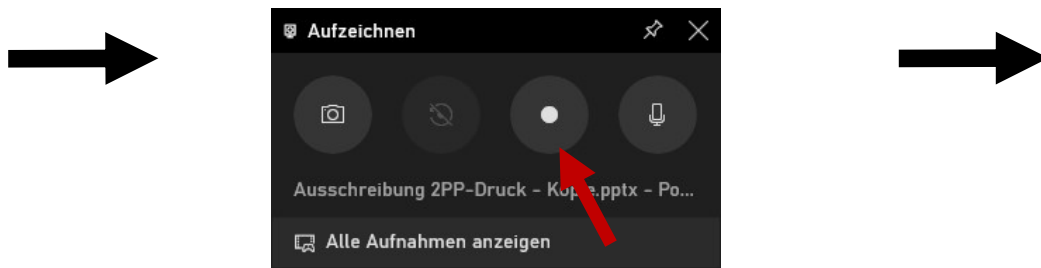 Aufzeichnen
Ausschreibung 2PP-Druck - Kopie.pptx - Po...
Alle Aufnahmen anzeigen